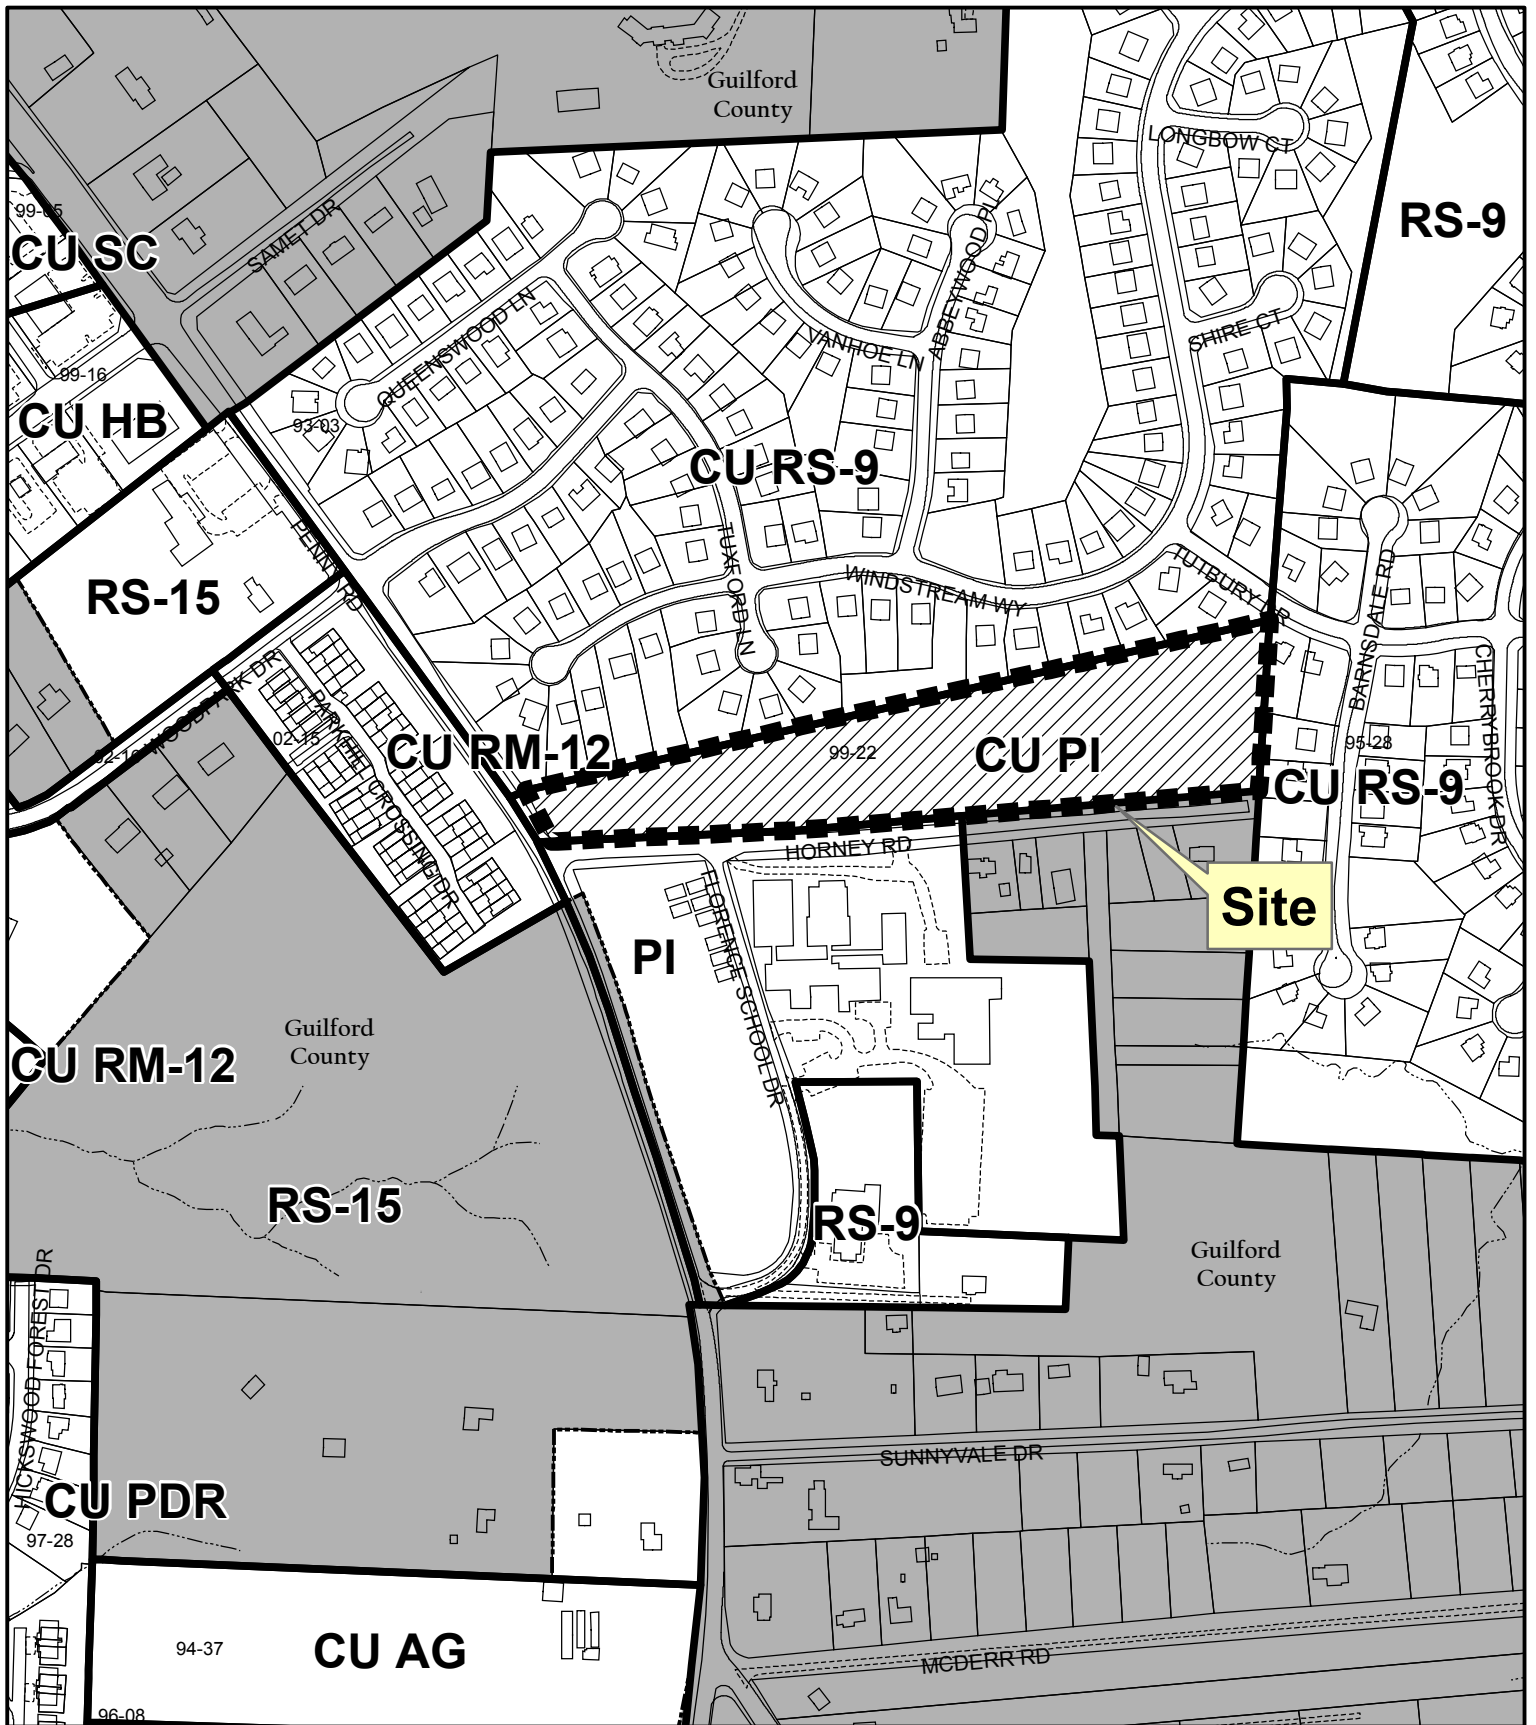 Guilford
County
LONGBOW CT
99-05
CU SC
SAMET DR
RS-9
ABBEYWOOD PL
QUEENSWOOD LN
VANHOE LN
SHIRE CT
99-16
CU HB
93-03
CU RS-9
PENNY RD
RS-15
TUXFORD LN
WINDSTREAM WY
TUTBURY DR
BARNSDALE RD
CHERRYBROOK DR
WOODPARK DR
02-15
PARKHILL CROSSING DR
CU RM-12
99-22
CU PI
95-28
CU RS-9
HORNEY RD
Site
FLORENCE SCHOOL DR
PI
Guilford
County
CU RM-12
RS-15
RS-9
Guilford
County
HICKSWOOD FOREST DR
SUNNYVALE DR
CU PDR
97-28
94-37
CU AG
MCDERR RD
96-08